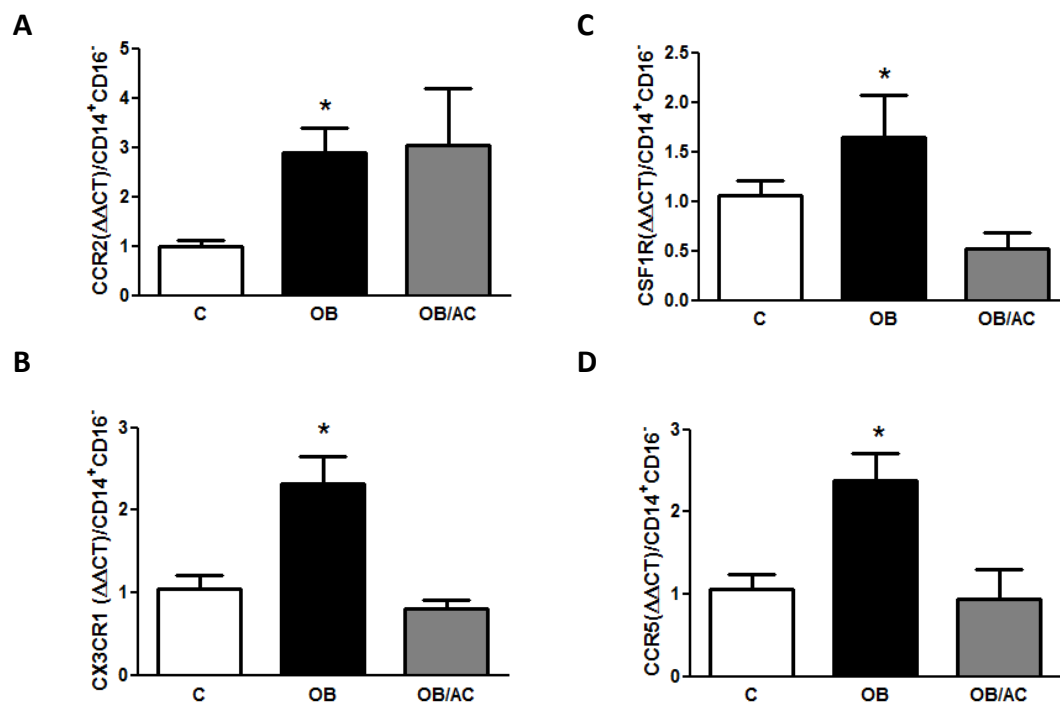 A
CCR2(ΔΔCT)/CD14⁺CD16⁻
5
4
3
2
1
0
*
C OB OB/AC
C
CSF1R(ΔΔCT)/CD14⁺CD16⁻
2.5
2.0
1.5
1.0
0.5
0.0
*
C OB OB/AC
B
CX3CR1 (ΔΔCT)/CD14⁺CD16⁻
3
2
1
0
*
C OB OB/AC
D
CCR5(ΔΔCT)/CD14⁺CD16⁻
3
2
1
0
*
C OB OB/AC